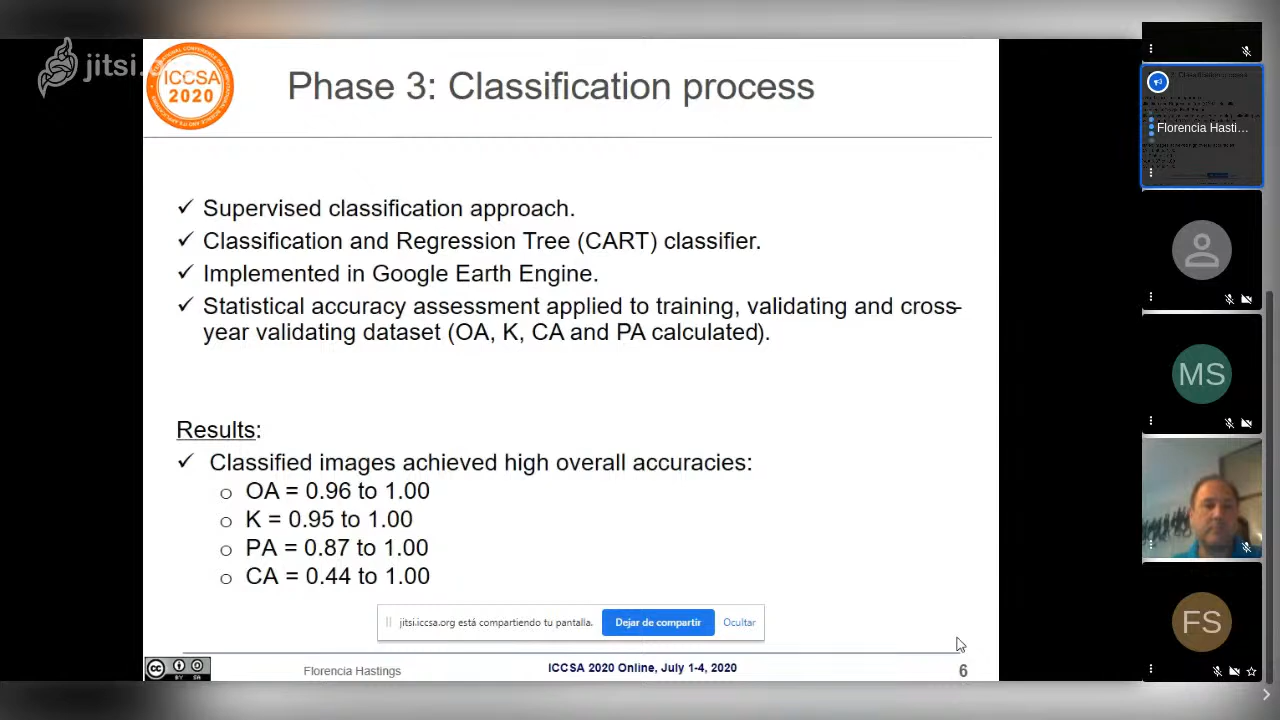 jitsi.o
ICCSA
2020
Phase 3: Classification process
Florencia Hasti...
✓ Supervised classification approach.
✓ Classification and Regression Tree (CART) classifier.
✓ Implemented in Google Earth Engine.
✓ Statistical accuracy assessment applied to training, validating and cross-
year validating dataset (OA, K, CA and PA calculated).
MS
Results:
✓ Classified images achieved high overall accuracies:
o OA = 0.96 to 1.00
o K = 0.95 to 1.00
o PA = 0.87 to 1.00
o CA = 0.44 to 1.00
jitsi.iccsa.org está compartiendo tu pantalla. Dejar de compartir Ocultar
FS
cc BY SA
Florencia Hastings
ICCSA 2020 Online, July 1-4, 2020
6